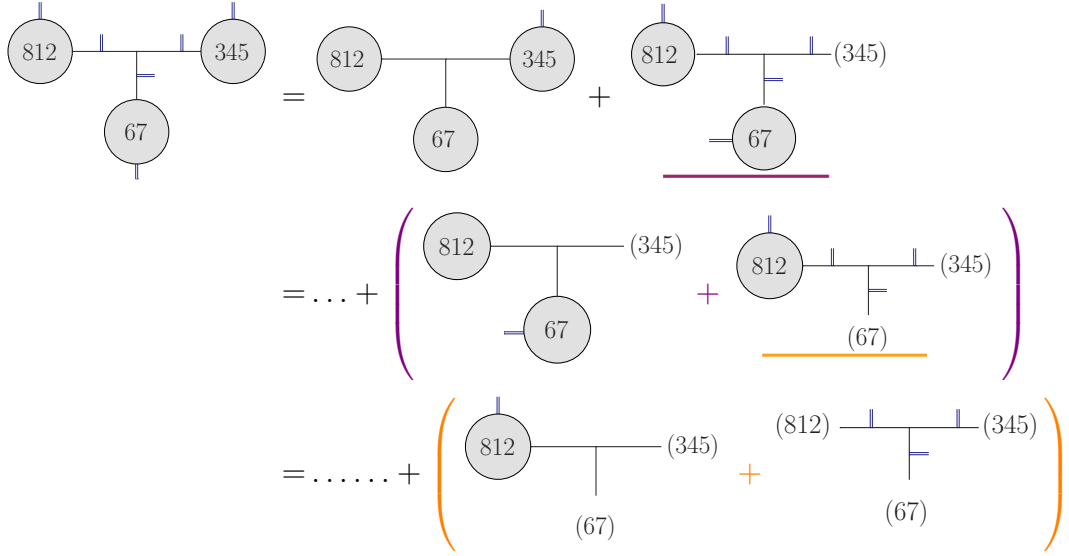 812 345 = 812 345 + 812 (345)
67 67 67
= . . . + ( 812 (345) + 812 (345) )
67 (67)
= . . . . . . + ( 812 (345) + (812) (345) )
(67) (67)